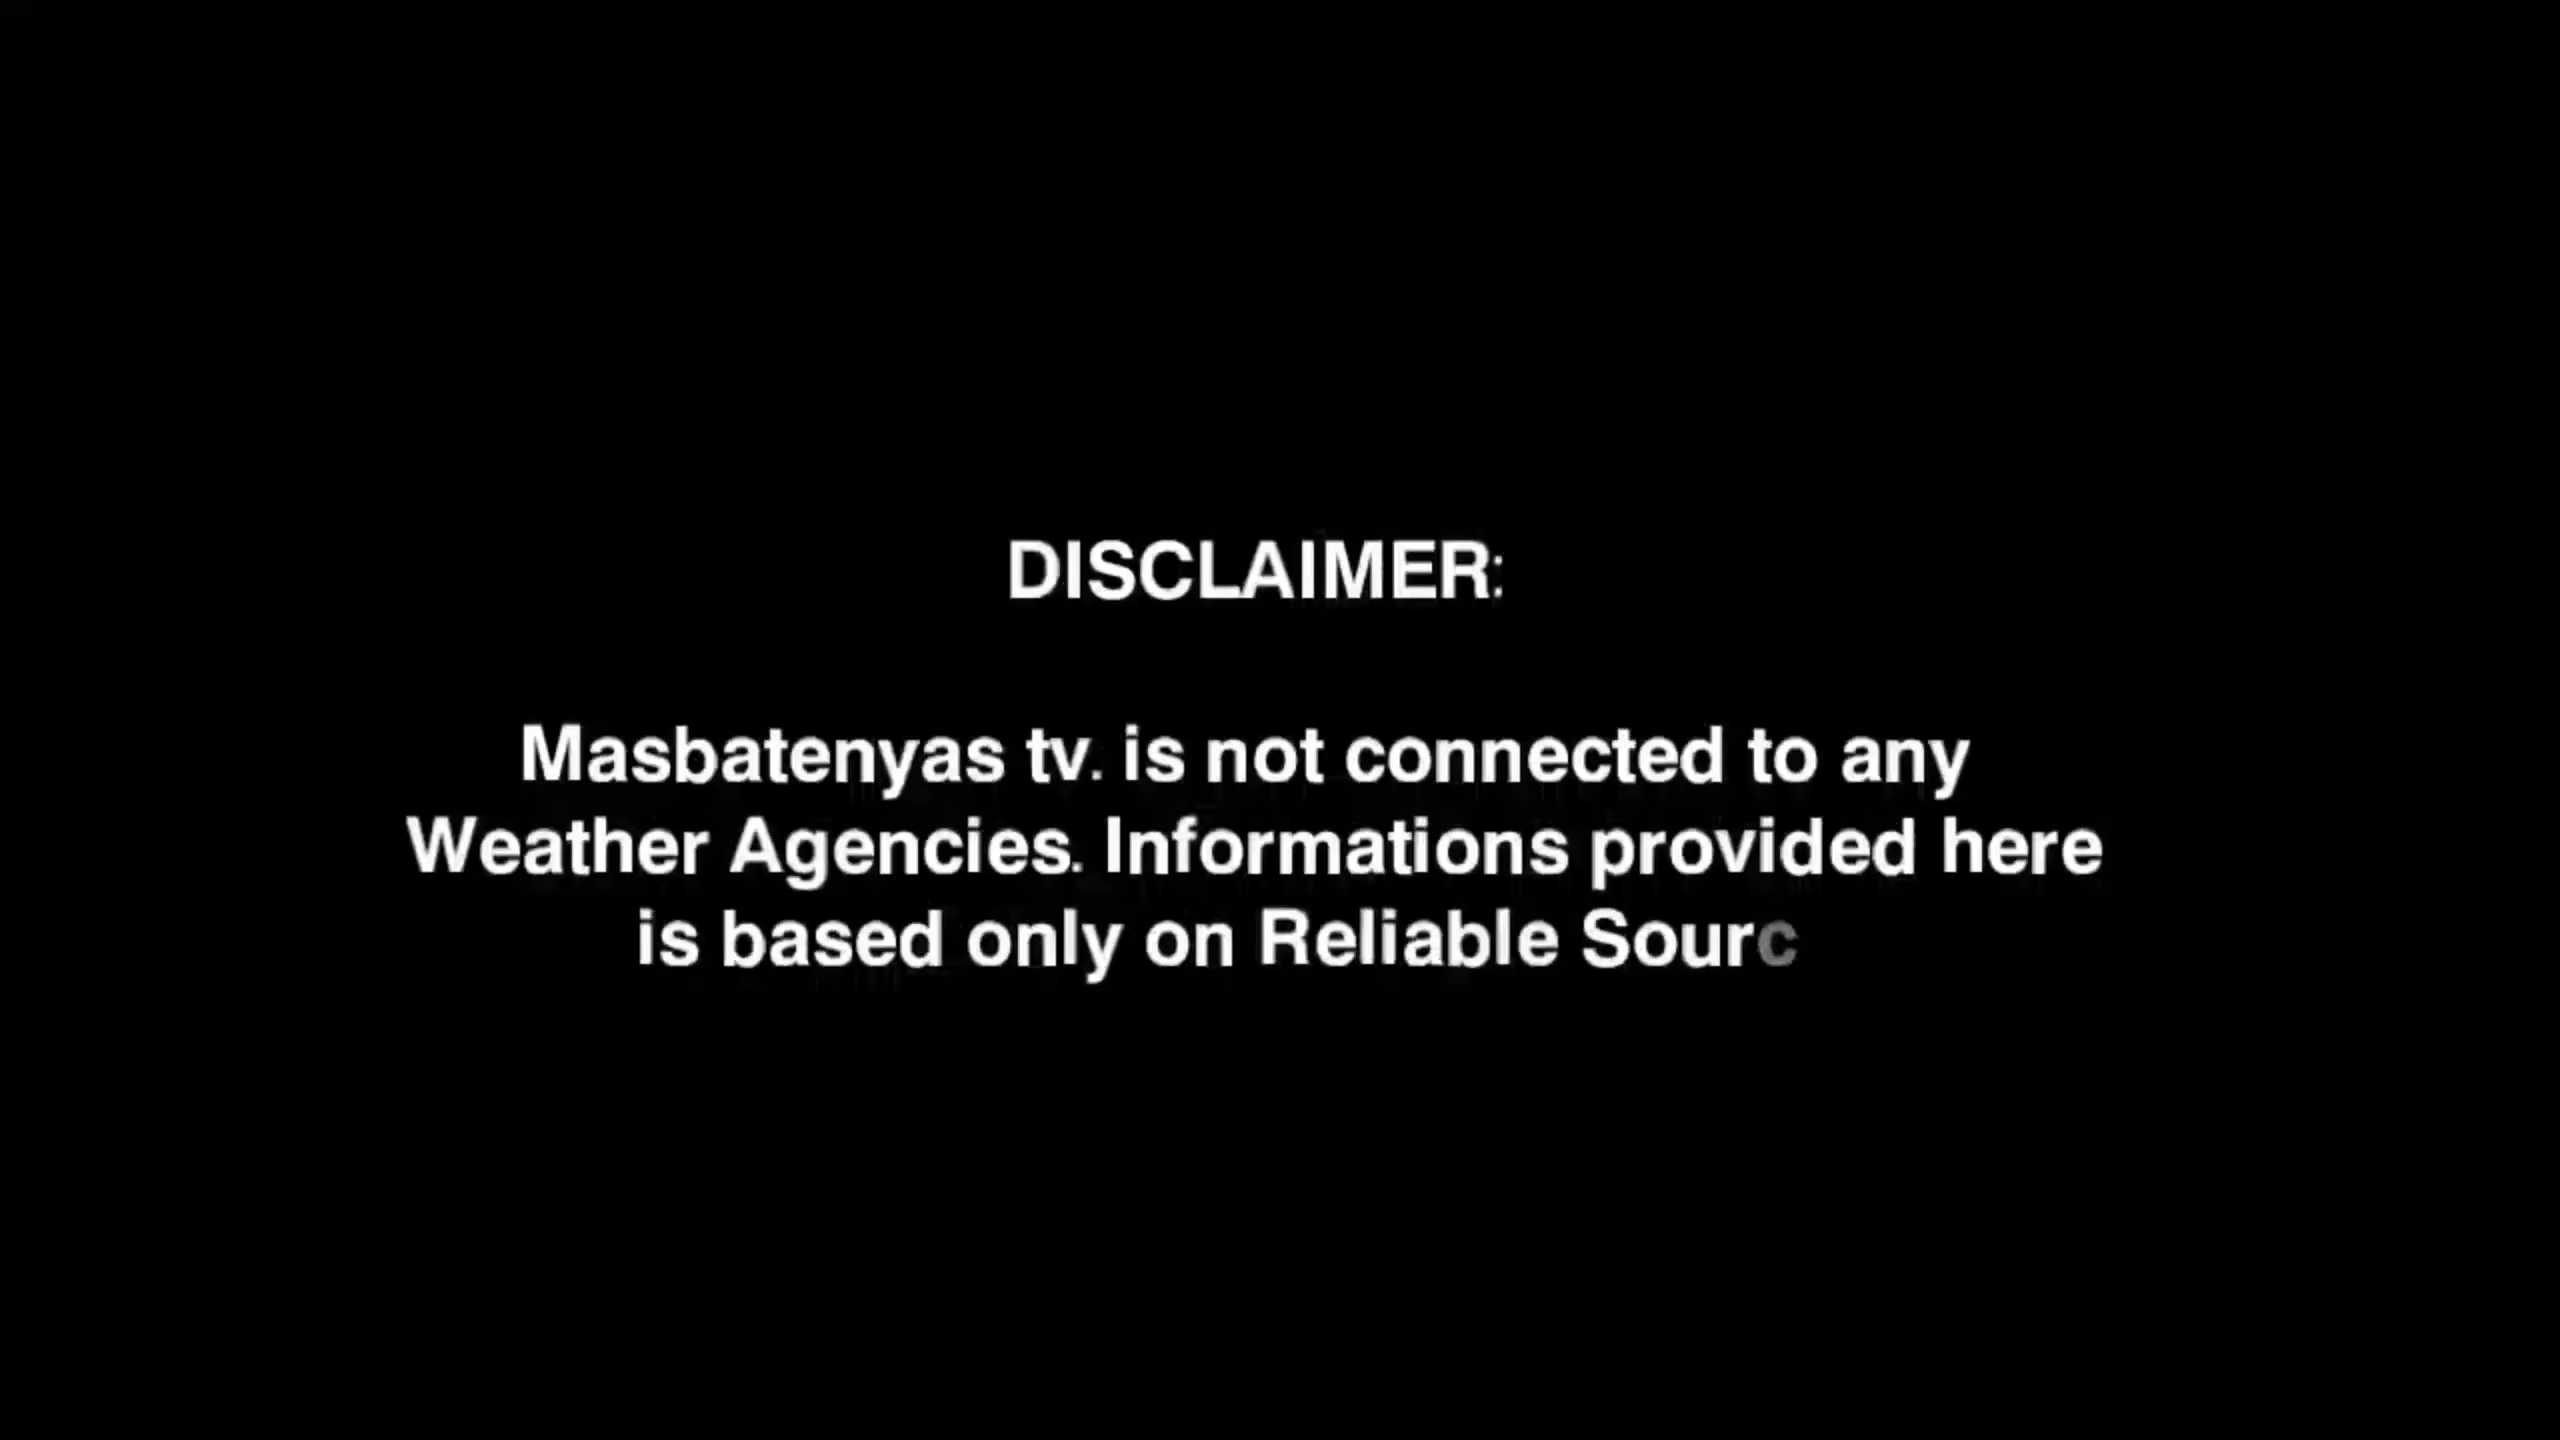 DISCLAIMER:
Masbatenyas tv. is not connected to any
Weather Agencies. Informations provided here
is based only on Reliable Sourc